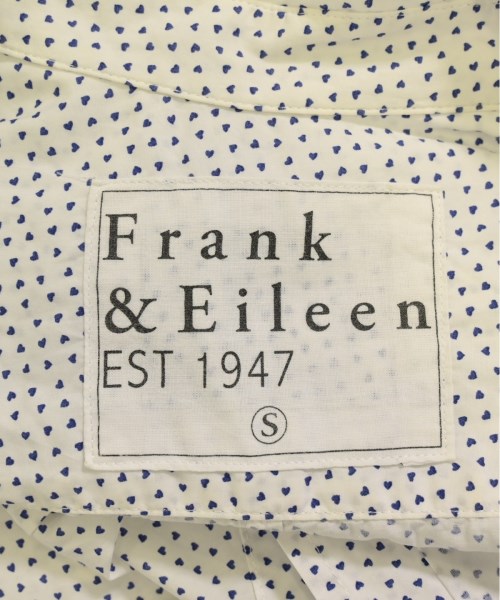 Frank
& Eileen
EST 1947
S